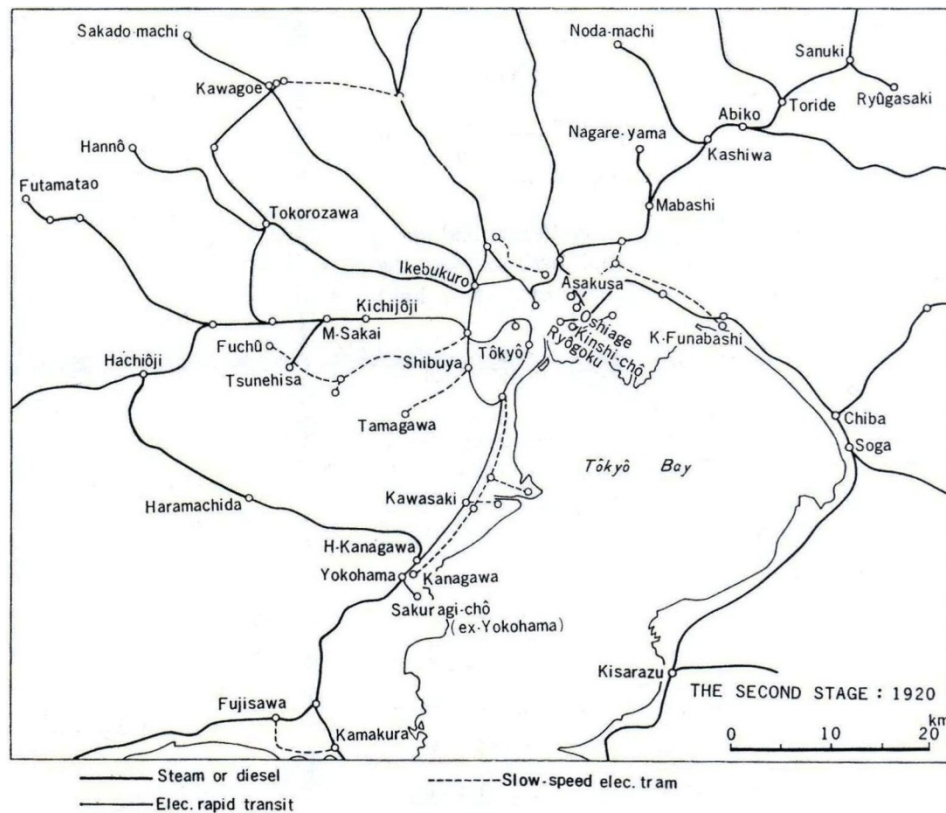 Sakado·machi
Noda·machi
Sanuki
Kawagoe
Toride
Ryûgasaki
Abiko
Hannô
Nagare·yama
Kashiwa
Futamatao
Mabashi
Tokorozawa
Ikebukuro
Asakusa
Kichijôji
Oshiage
M·Sakai
Kinshi·chô
Ryôgoku
K·Funabashi
Fuchû
Tôkyô
Shibuya
Hachiôji
Tsunehisa
Tamagawa
Chiba
Soga
Tôkyô Bay
Kawasaki
Haramachida
H·Kanagawa
Yokohama
Kanagawa
Sakuragi·chô
(ex·Yokohama)
Kisarazu
Fujisawa
THE SECOND STAGE : 1920
km
Kamakura
0 10 20
Steam or diesel
Slow-speed elec. tram
Elec. rapid transit